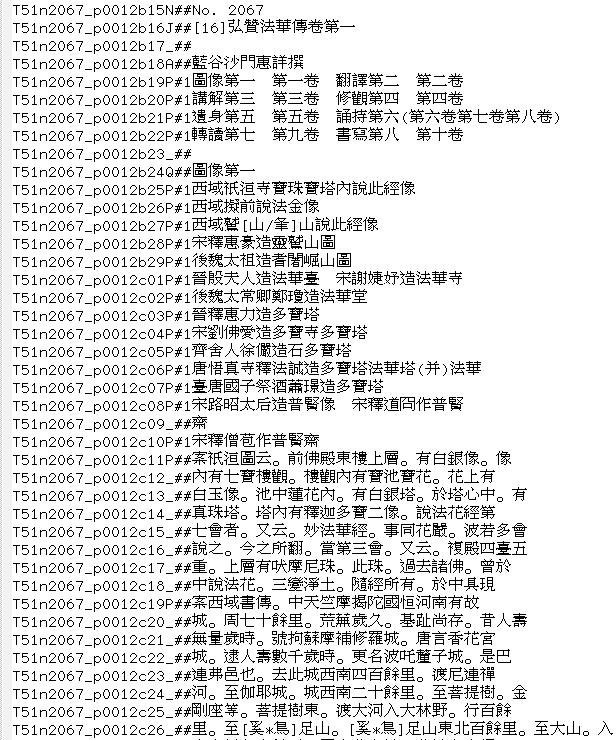 T51n2067_p0012b15N##No. 2067
T51n2067_p0012b16J##[16]弘贊法華傳卷第一
T51n2067_p0012b17_##
T51n2067_p0012b18A##藍谷沙門惠詳撰
T51n2067_p0012b19P#1圖像第一　第一卷　翻譯第二　第二卷
T51n2067_p0012b20P#1講解第三　第三卷　修觀第四　第四卷
T51n2067_p0012b21P#1遺身第五　第五卷　誦持第六(第六卷第七卷第八卷)
T51n2067_p0012b22P#1轉讀第七　第九卷　書寫第八　第十卷
T51n2067_p0012b23_##
T51n2067_p0012b24Q##圖像第一
T51n2067_p0012b25P#1西域祇洹寺寶珠寶塔內說此經像
T51n2067_p0012b26P#1西域擬前說法金像
T51n2067_p0012b27P#1西域鷲[山/夆]山說此經像
T51n2067_p0012b28P#1宋釋惠豪造靈鷲山圖
T51n2067_p0012b29P#1後魏太祖造耆闍崛山圖
T51n2067_p0012c01P#1晉殷夫人造法華臺　宋謝婕妤造法華寺
T51n2067_p0012c02P#1後魏太常卿鄭瓊造法華堂
T51n2067_p0012c03P#1晉釋惠力造多寶塔
T51n2067_p0012c04P#1宋劉佛愛造多寶寺多寶塔
T51n2067_p0012c05P#1齊舍人徐儼造石多寶塔
T51n2067_p0012c06P#1唐悟真寺釋法誠造多寶塔法華塔(并)法華
T51n2067_p0012c07P#1臺唐國子祭酒蕭璟造多寶塔
T51n2067_p0012c08P#1宋路昭太后造普賢像　宋釋道冏作普賢
T51n2067_p0012c09_##齋
T51n2067_p0012c10P#1宋釋僧苞作普賢齋
T51n2067_p0012c11P##案祇洹圖云。前佛殿東樓上層。有白銀像。像
T51n2067_p0012c12_##內有七寶樓觀。樓觀內有寶池寶花。花上有
T51n2067_p0012c13_##白玉像。池中蓮花內。有白銀塔。於塔心中。有
T51n2067_p0012c14_##真珠塔。塔內有釋迦多寶二像。說法花經第
T51n2067_p0012c15_##七會者。又云。妙法華經。事同花嚴。波若多會
T51n2067_p0012c16_##說之。今之所翻。當第三會。又云。複殿四臺五
T51n2067_p0012c17_##重。上層有吠摩尼珠。此珠。過去諸佛。曾於
T51n2067_p0012c18_##中說法花。三變淨土。隨經所有。於中具現
T51n2067_p0012c19P##案西域書傳。中天竺摩揭陀國恒河南有故
T51n2067_p0012c20_##城。周七十餘里。荒蕪歲久。基趾尚存。昔人壽
T51n2067_p0012c21_##無量歲時。號拘蘇摩補修羅城。唐言香花宮
T51n2067_p0012c22_##城。逮人壽數千歲時。更名波吒釐子城。是巴
T51n2067_p0012c23_##連弗邑也。去此城西南四百餘里。渡尼連禪
T51n2067_p0012c24_##河。至伽耶城。城西南二十餘里。至菩提樹。金
T51n2067_p0012c25_##剛座等。菩提樹東。渡大河入大林野。行百餘
T51n2067_p0012c26_##里。至[奚*鳥]足山。[奚*鳥]足山東北百餘里。至大山。入